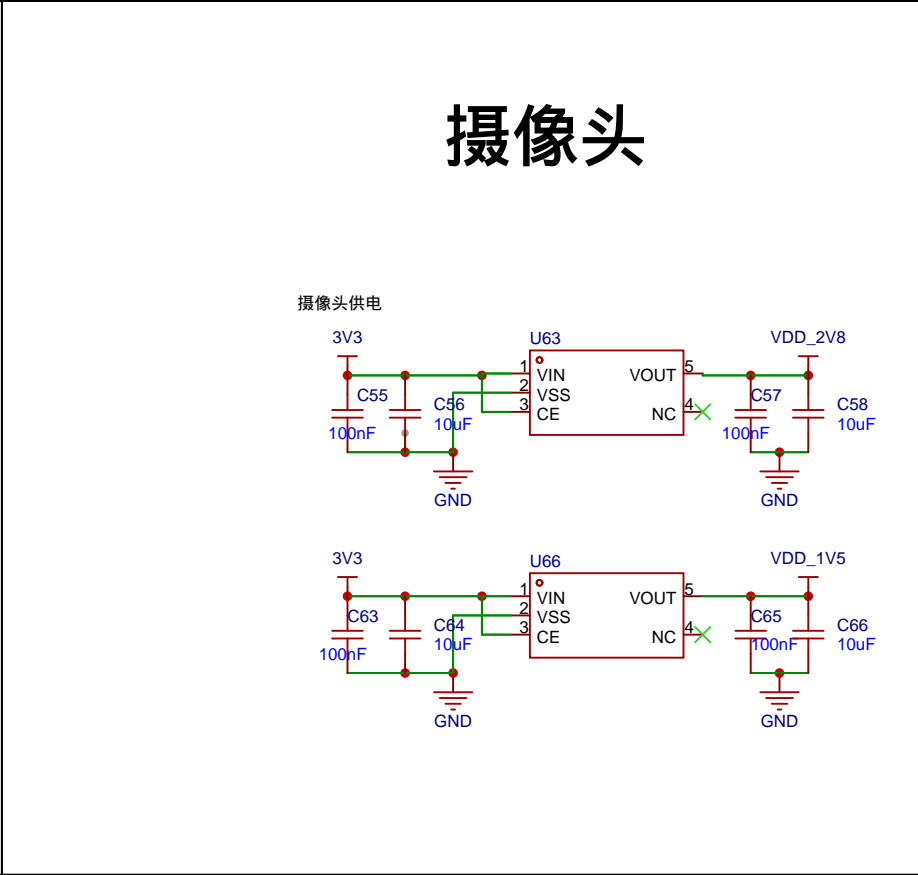 摄像头
摄像头供电
3V3
U63
VDD_2V8
1
VIN
2
VSS
3
CE
VOUT
5
NC
4
C55
100nF
C56
10uF
C57
100nF
C58
10uF
GND
GND
3V3
U66
VDD_1V5
1
VIN
2
VSS
3
CE
VOUT
5
NC
4
C63
100nF
C64
10uF
C65
100nF
C66
10uF
GND
GND